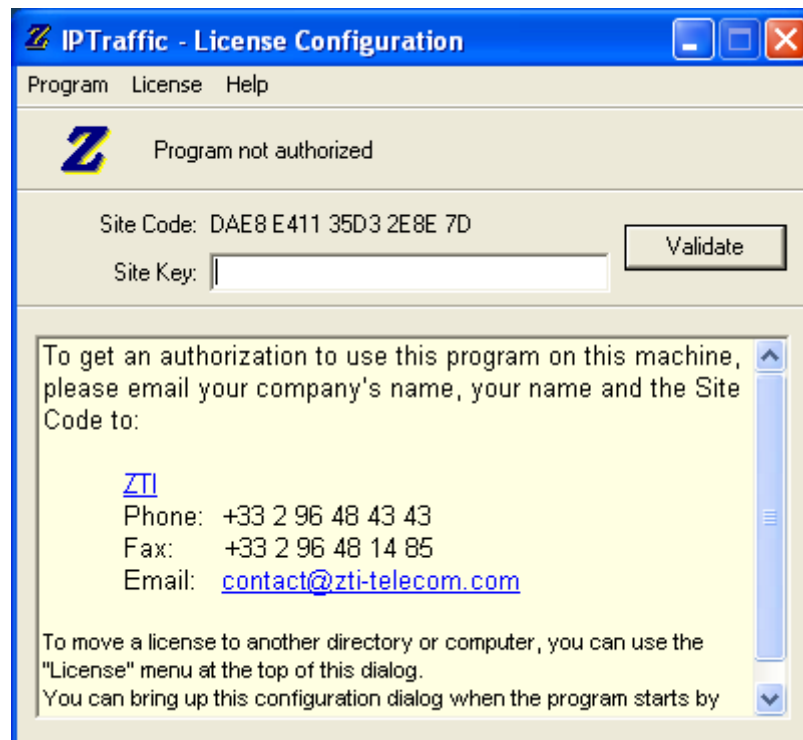 IPTraffic - License Configuration
Program License Help
Program not authorized
Site Code: DAE8 E411 35D3 2E8E 7D
Validate
Site Key:
To get an authorization to use this program on this machine,
please email your company's name, your name and the Site
Code to:
ZTI
Phone: +33 2 96 48 43 43
Fax: +33 2 96 48 14 85
Email: contact@zti-telecom.com
To move a license to another directory or computer, you can use the
"License" menu at the top of this dialog.
You can bring up this configuration dialog when the program starts by